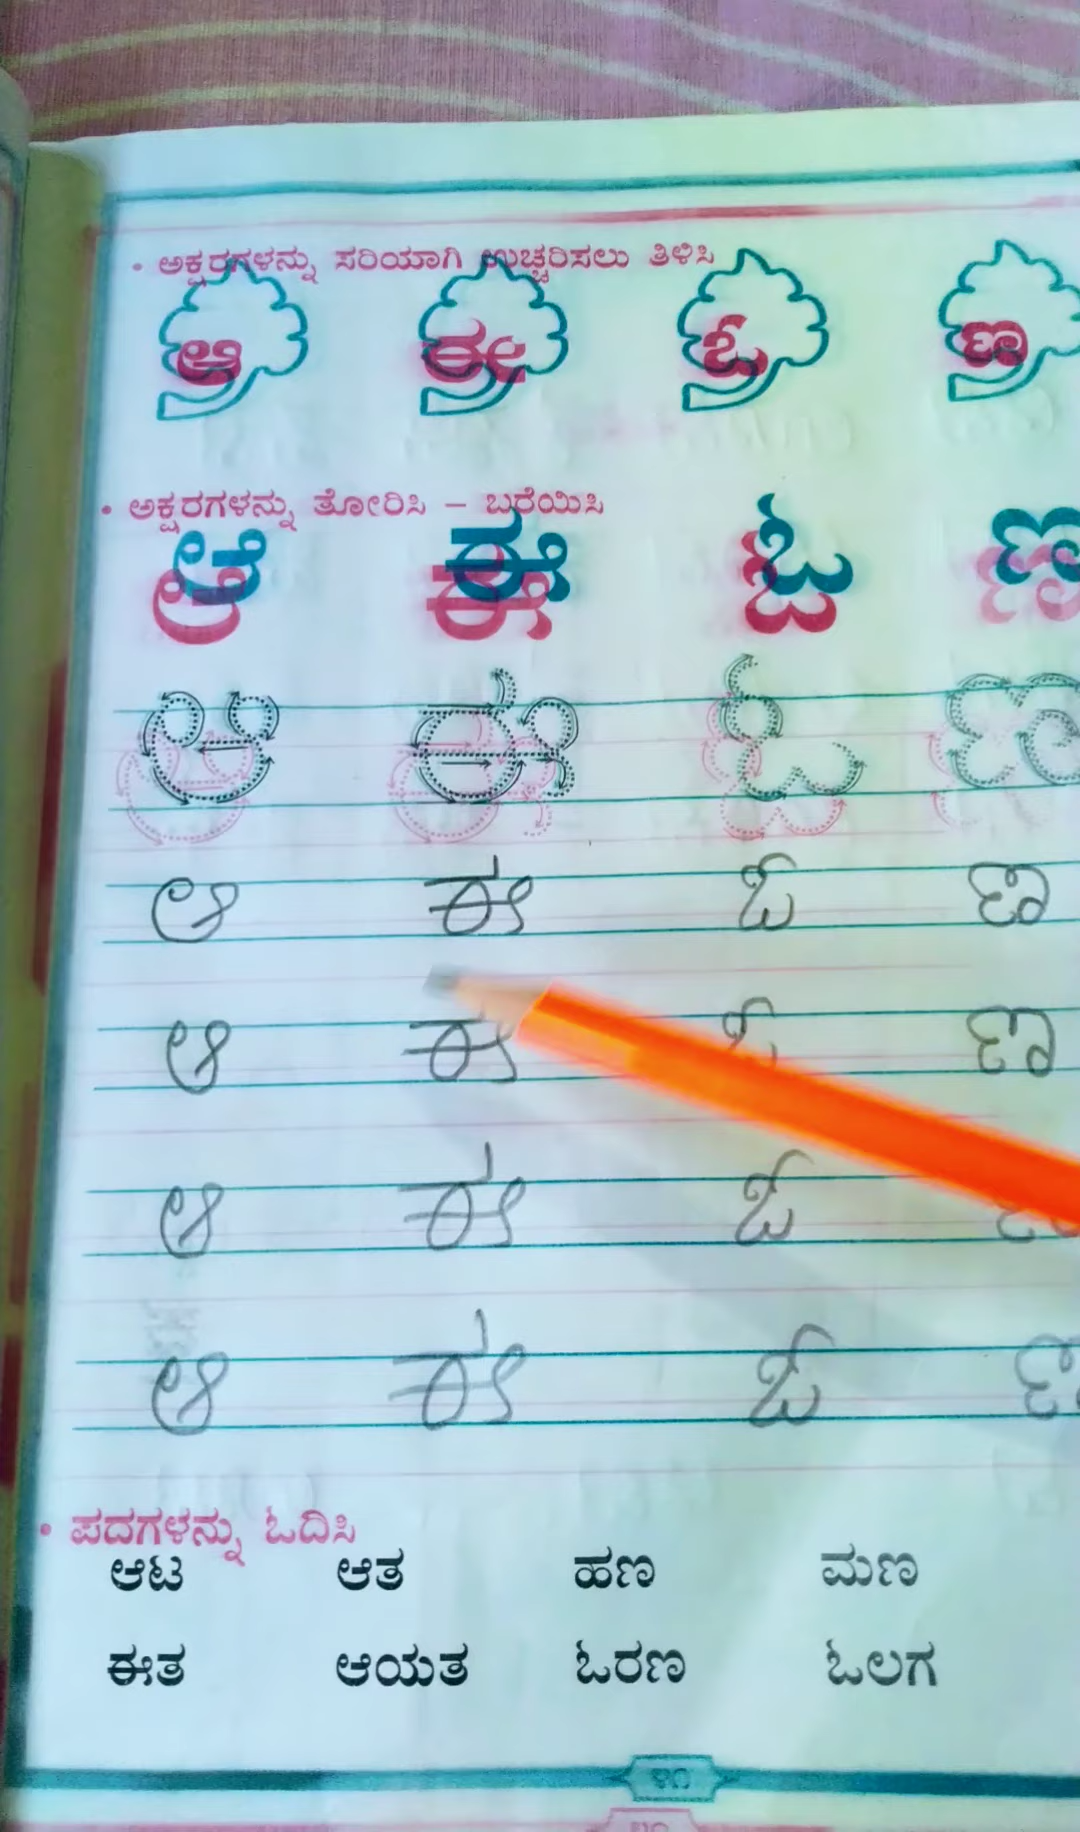 • ಅಕ್ಷರಗಳನ್ನು ಸರಿಯಾಗಿ ಉಚ್ಚರಿಸಲು ತಿಳಿಸಿ
ಆ ಈ ಓ ಣ
• ಅಕ್ಷರಗಳನ್ನು ತೋರಿಸಿ – ಬರೆಯಿಸಿ
ಆ ಈ ಓ ಣ
ಆ ಈ ಓ ಣ
ಆ ಈ ಓ ಣ
ಆ ಈ ಓ ಣ
ಆ ಈ ಓ
ಆ ಈ ಓ ಣ
• ಪದಗಳನ್ನು ಓದಿಸಿ
ಆಟ ಆತ ಹಣ ಮಣ
ಈತ ಆಯತ ಓರಣ ಓಲಗ